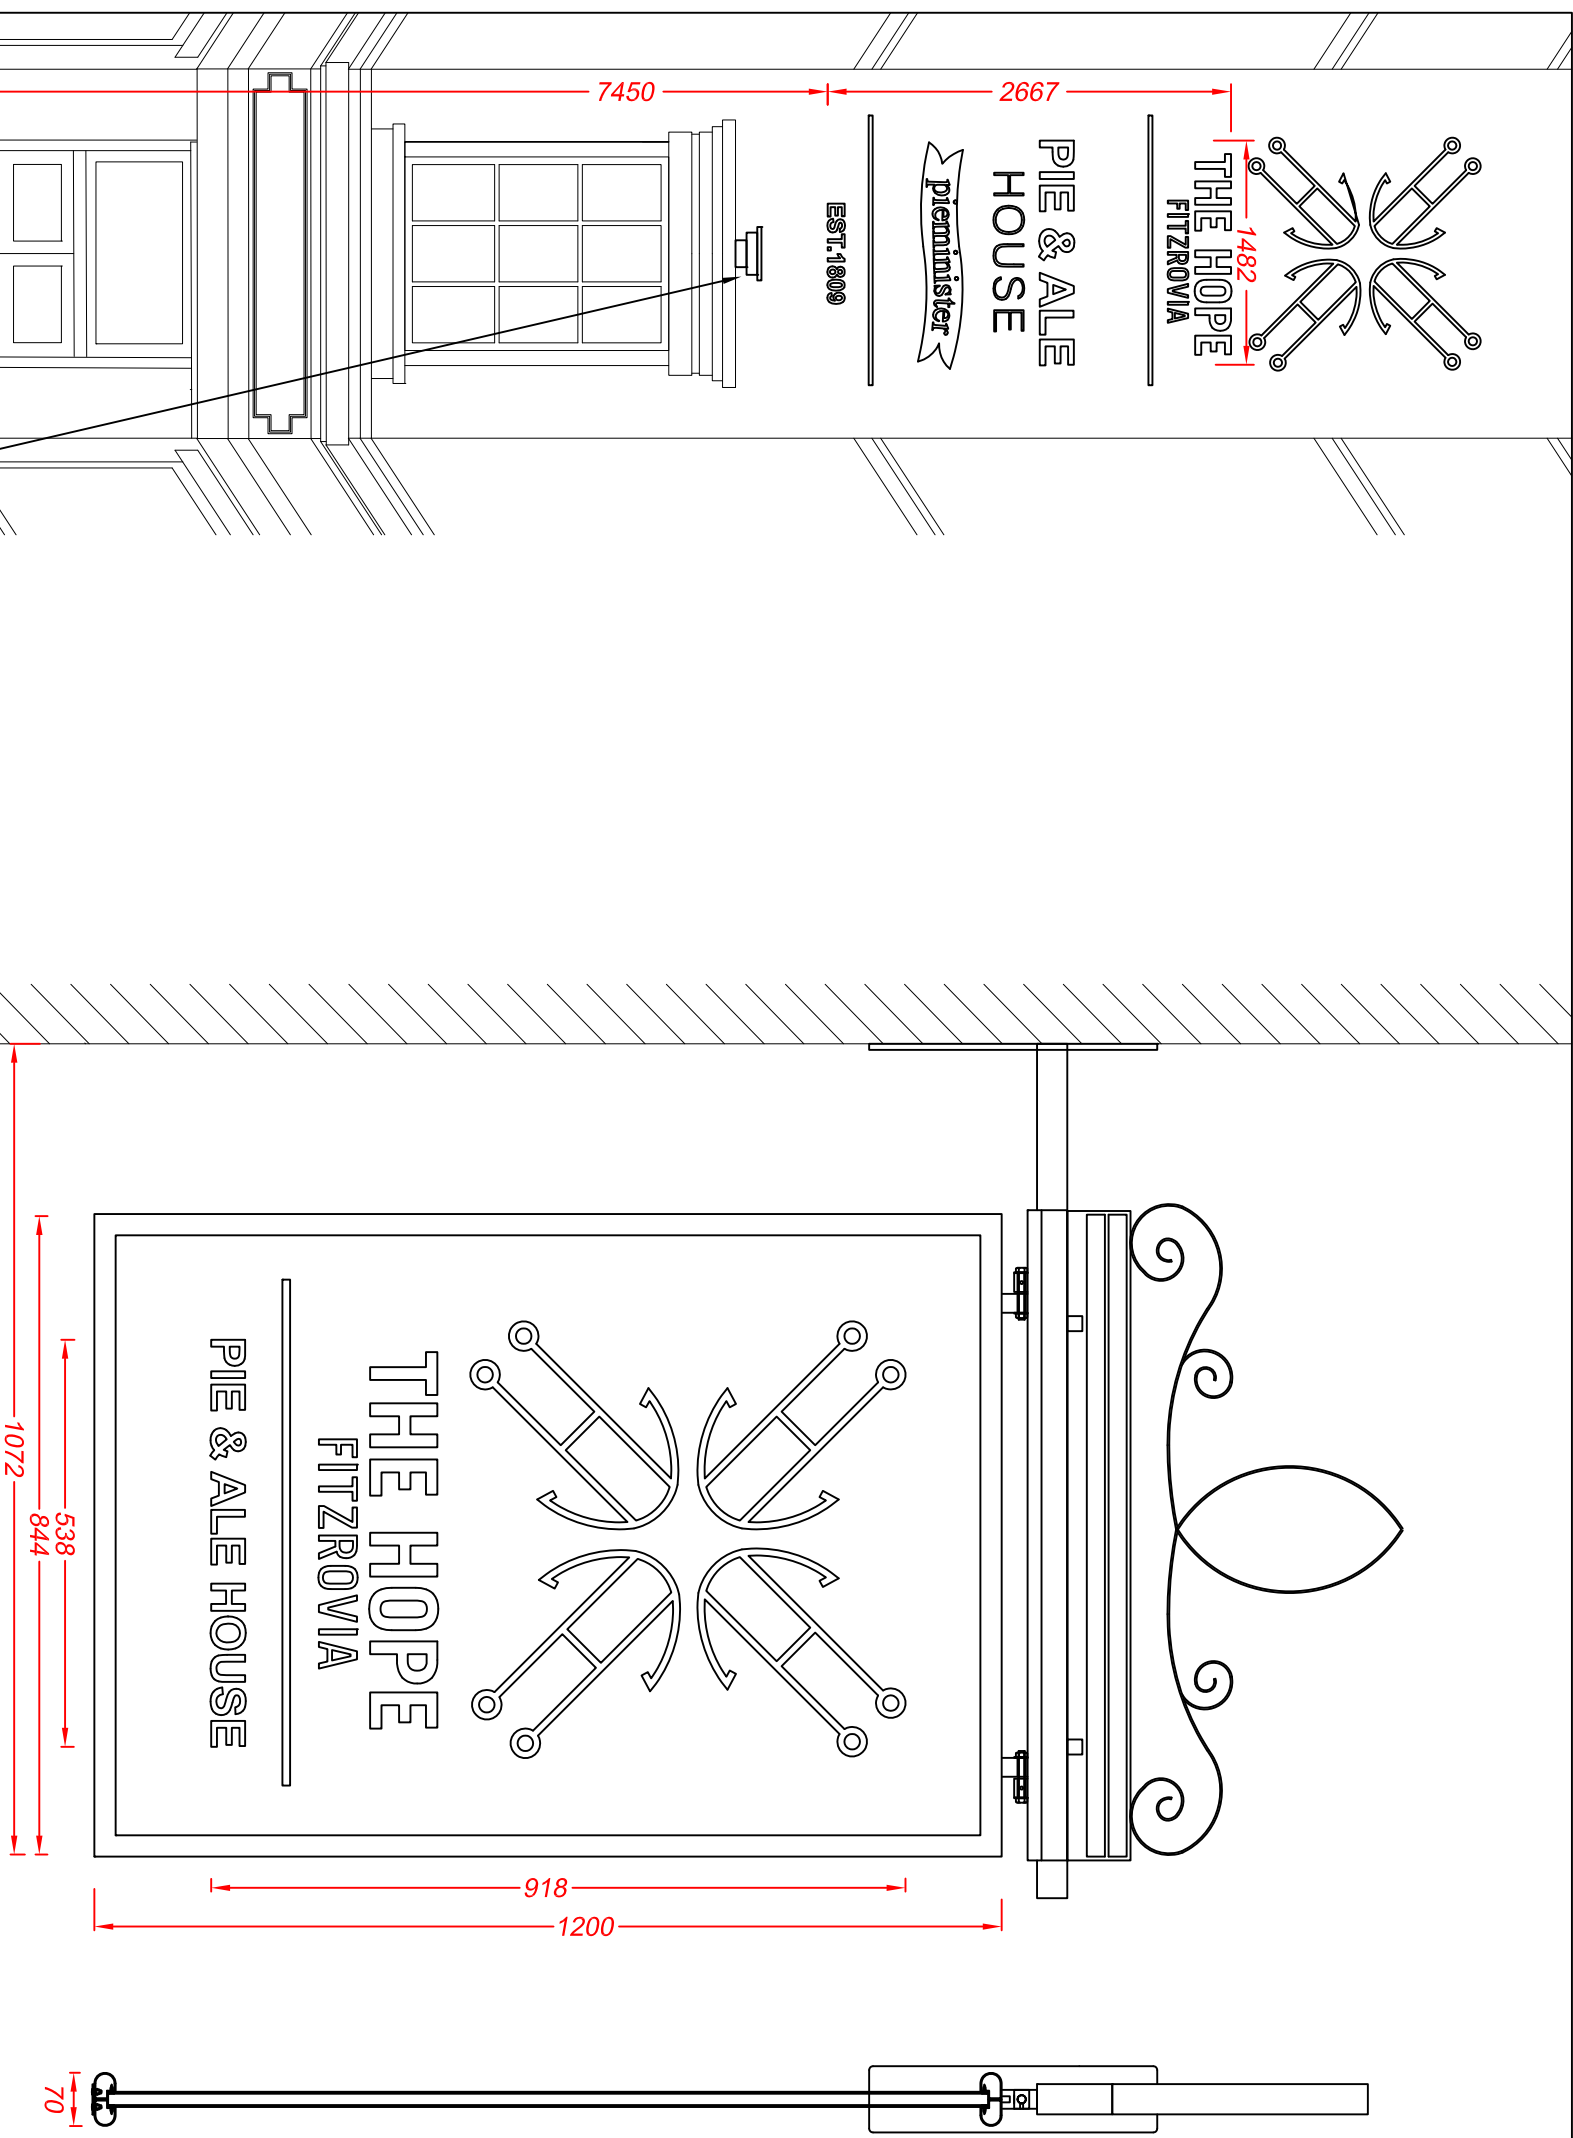 7450
2667
1482
THE HOPE
FITZROVIA
PIE & ALE
HOUSE
pieminister
EST.1809
THE HOPE
FITZROVIA
PIE & ALE HOUSE
538
844
1072
918
1200
70